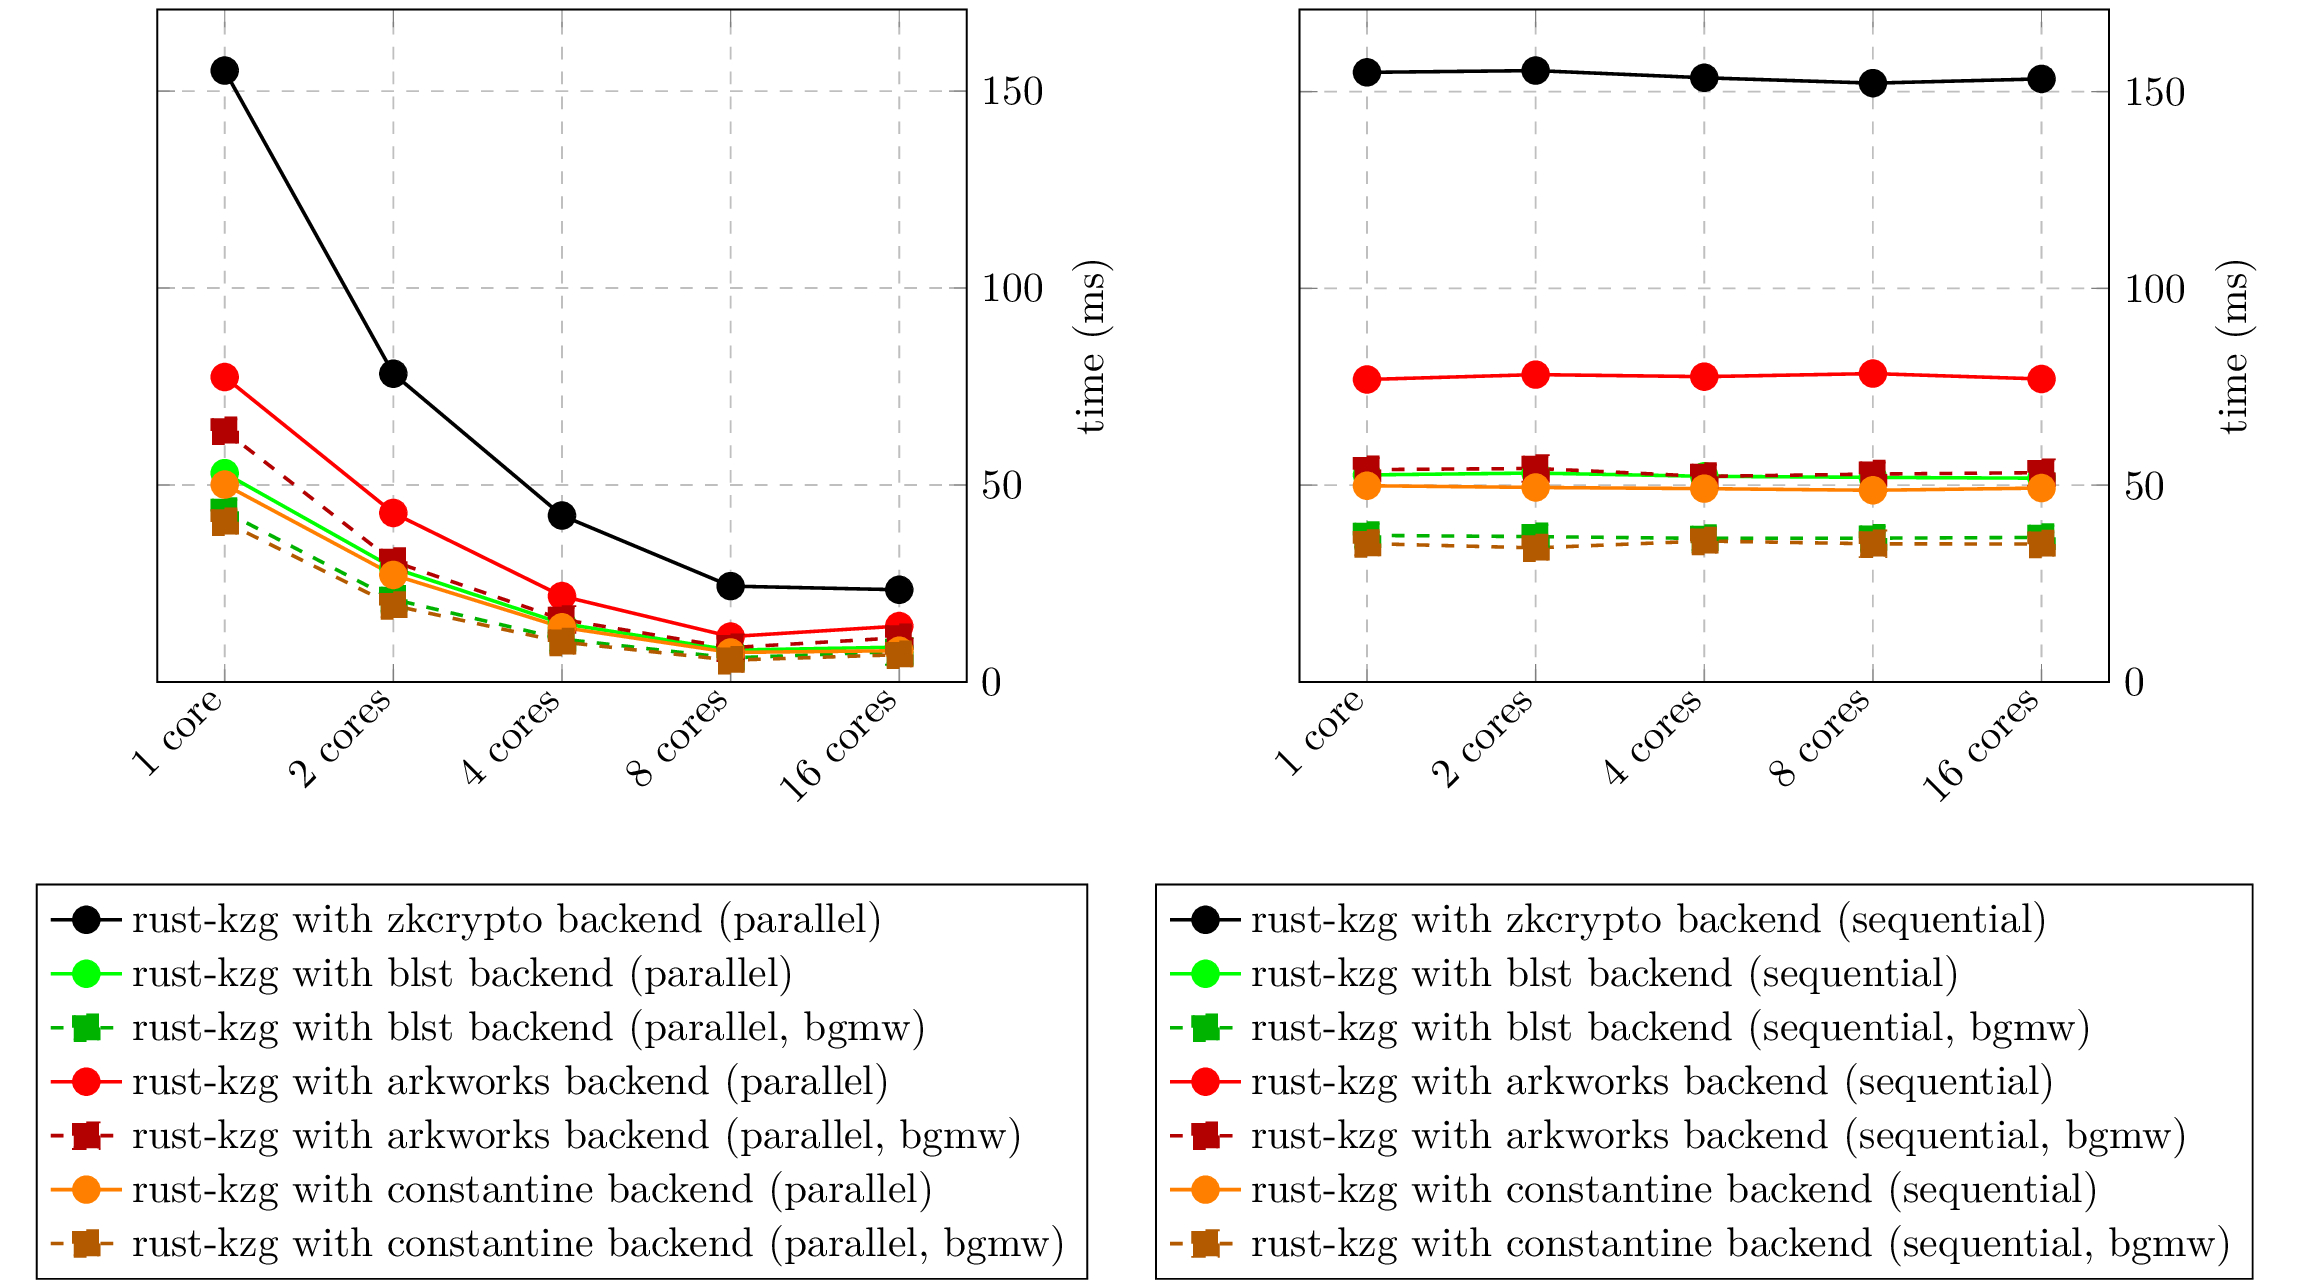 150
100
50
0
time (ms)
1 core
2 cores
4 cores
8 cores
16 cores
rust-kzg with zkcrypto backend (parallel)
rust-kzg with blst backend (parallel)
rust-kzg with blst backend (parallel, bgmw)
rust-kzg with arkworks backend (parallel)
rust-kzg with arkworks backend (parallel, bgmw)
rust-kzg with constantine backend (parallel)
rust-kzg with constantine backend (parallel, bgmw)
150
100
50
0
time (ms)
1 core
2 cores
4 cores
8 cores
16 cores
rust-kzg with zkcrypto backend (sequential)
rust-kzg with blst backend (sequential)
rust-kzg with blst backend (sequential, bgmw)
rust-kzg with arkworks backend (sequential)
rust-kzg with arkworks backend (sequential, bgmw)
rust-kzg with constantine backend (sequential)
rust-kzg with constantine backend (sequential, bgmw)